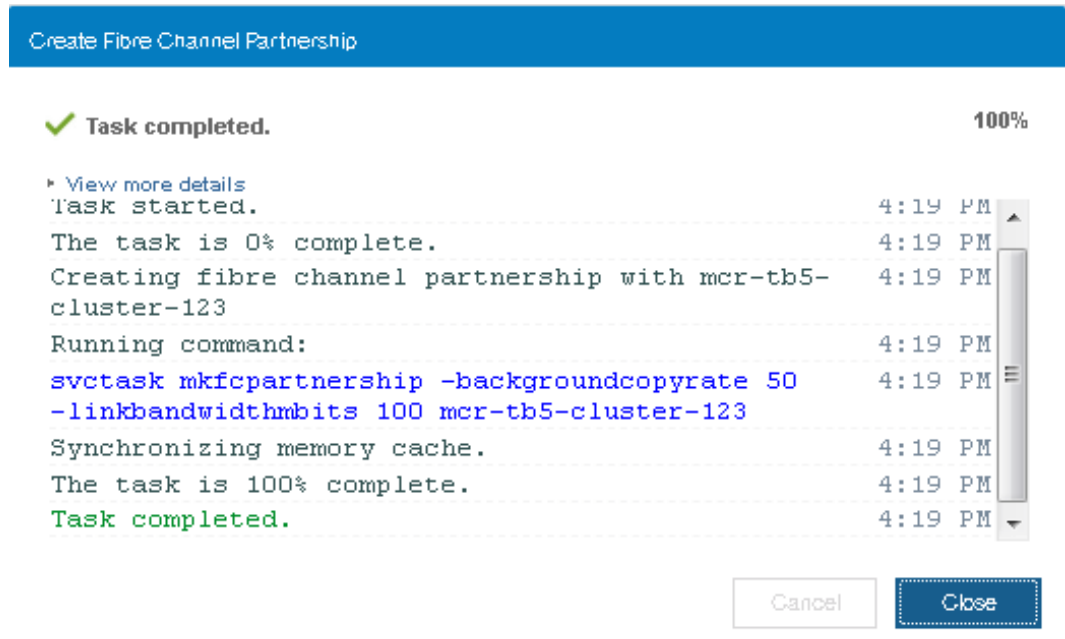 Create Fibre Channel Partnership
Task completed.
100%
View more details
Task started. 4:19 PM
The task is 0% complete. 4:19 PM
Creating fibre channel partnership with mcr-tb5- 4:19 PM
cluster-123
Running command: 4:19 PM
svctask mkfcpartnership -backgroundcopyrate 50 4:19 PM
-linkbandwidthmbits 100 mcr-tb5-cluster-123
Synchronizing memory cache. 4:19 PM
The task is 100% complete. 4:19 PM
Task completed. 4:19 PM
Cancel
Close